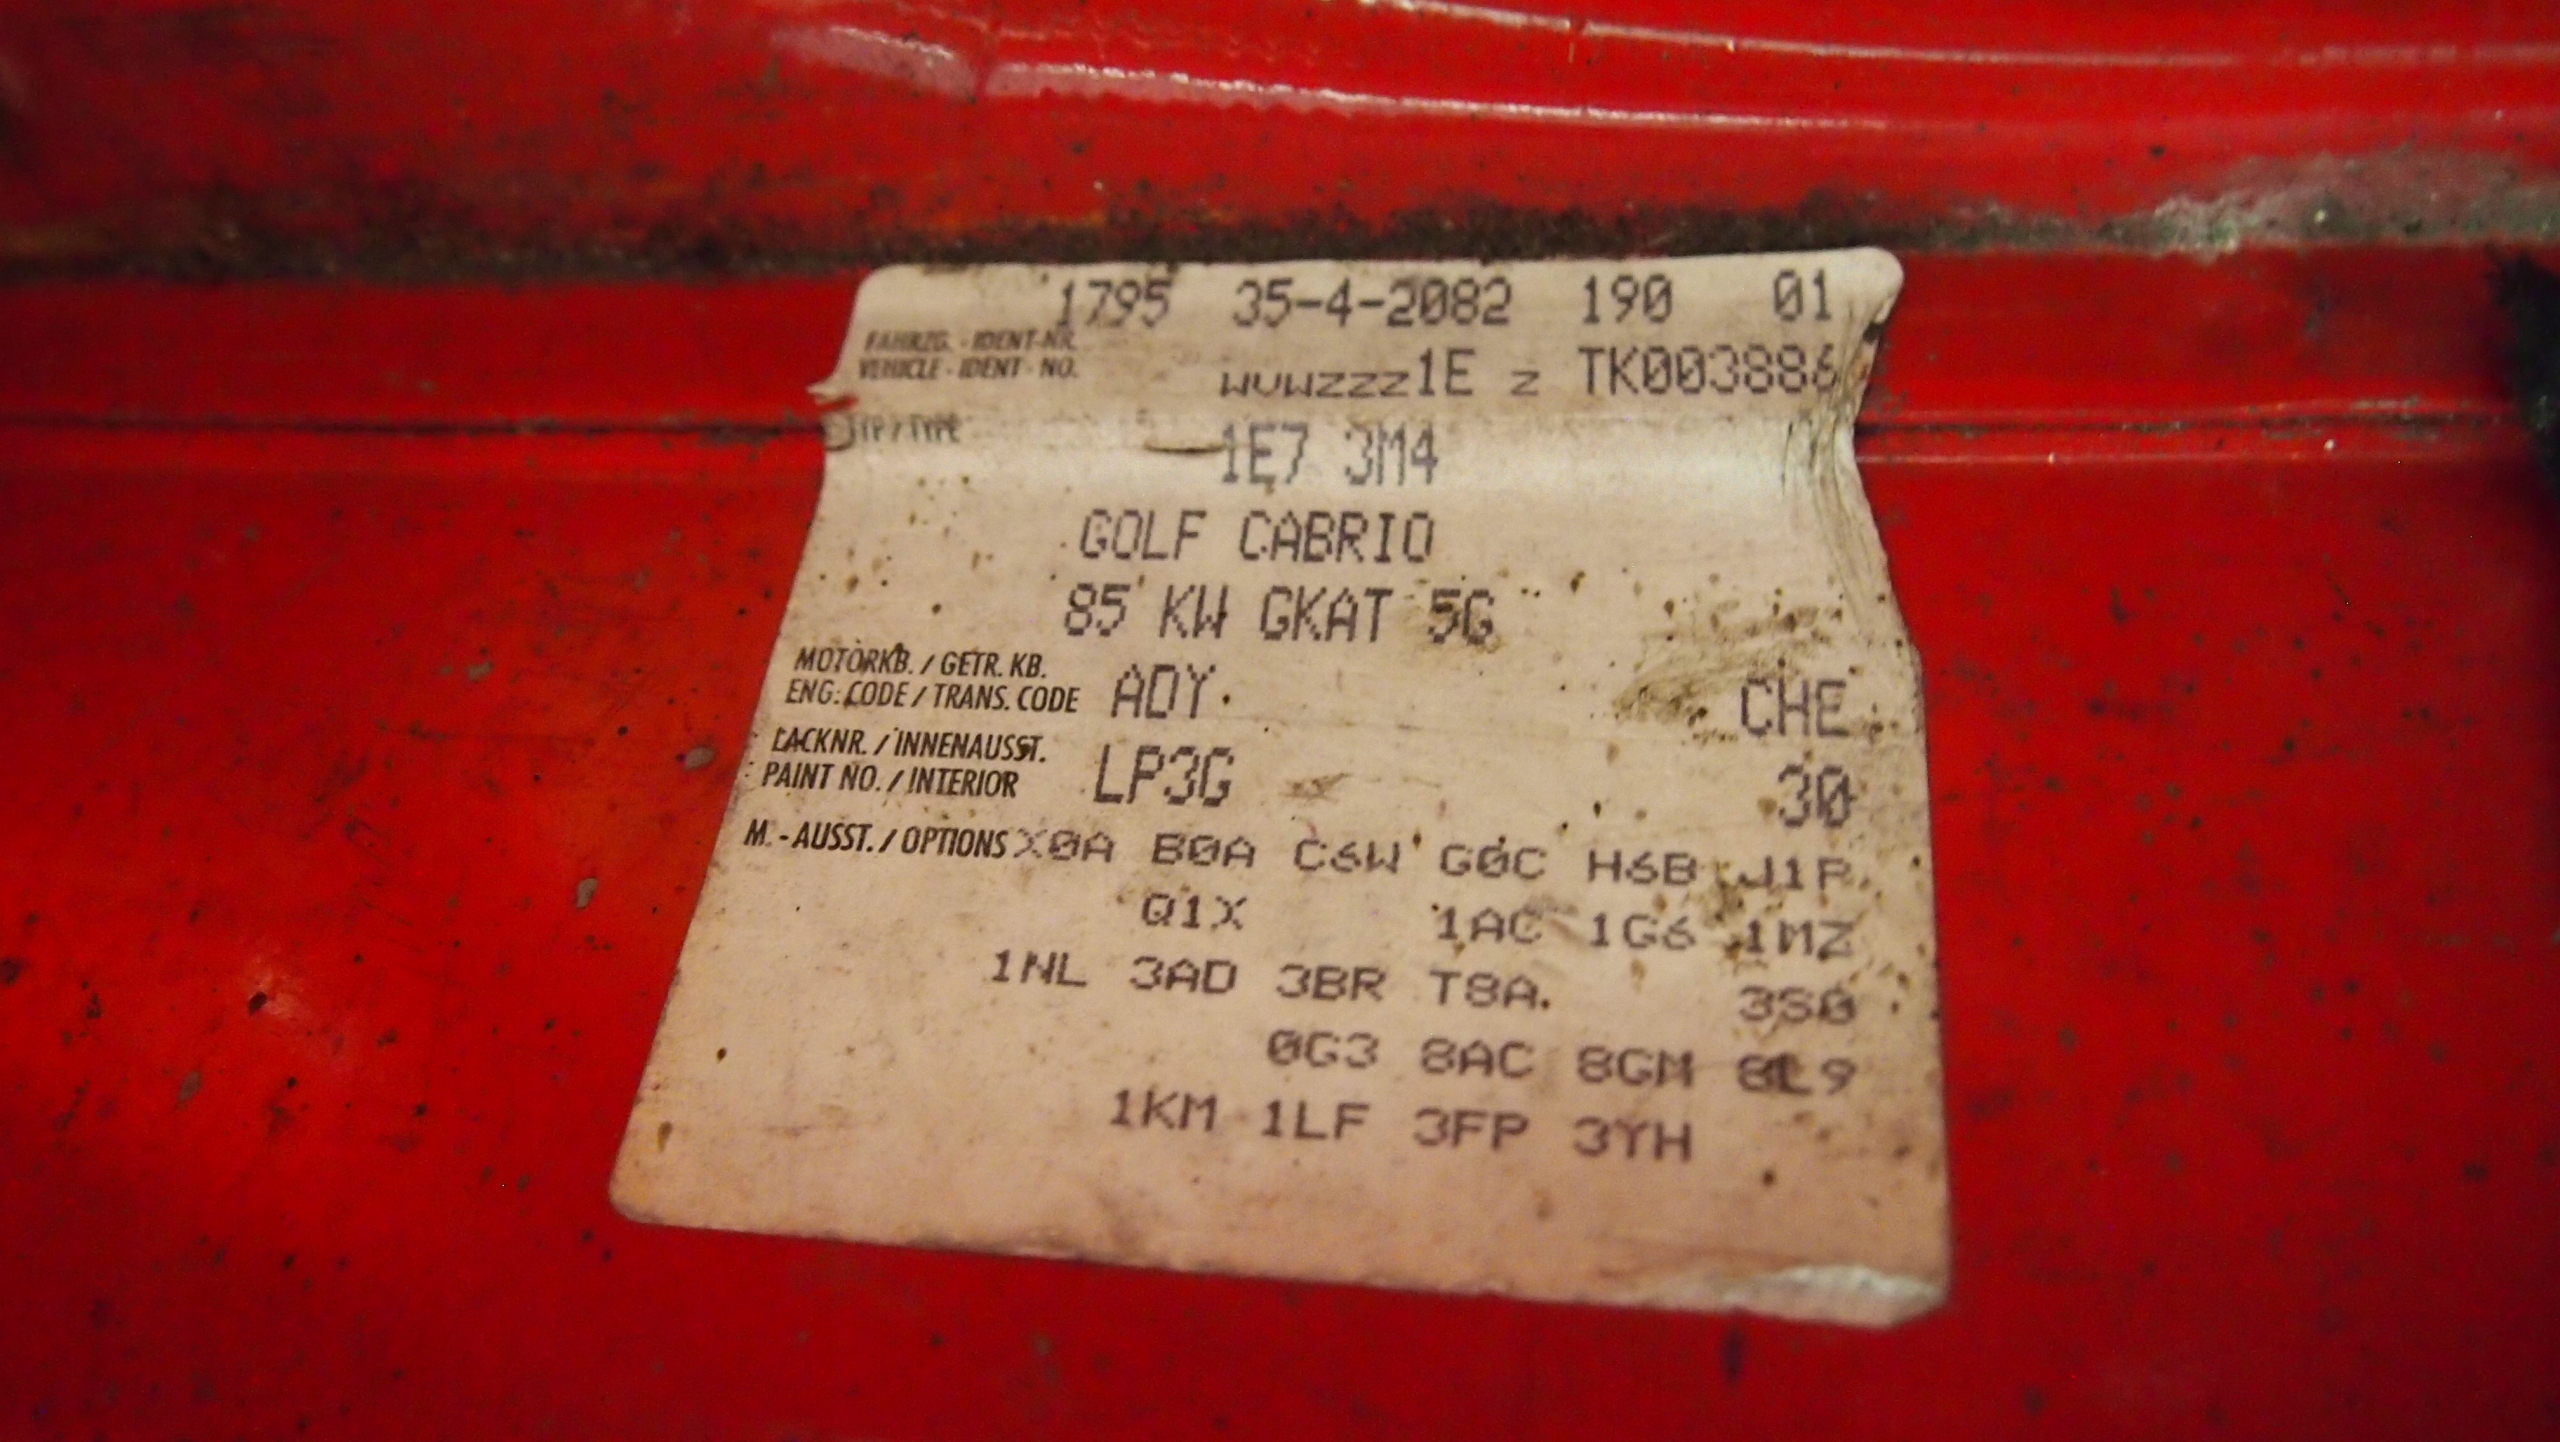 1795 35-4-2082 190 01
FAHRZG. - IDENT-NR.
VEHICLE - IDENT - NO. WVWZZZ1E Z TK003886
TYP / TYPE 1E7 3M4
GOLF CABRIO
85 KW GKAT 5G
MOTORKB. / GETR. KB.
ENG. CODE / TRANS. CODE ADY CHE
LACKNR. / INNENAUSST.
PAINT NO. / INTERIOR LP3G 30
M. - AUSST. / OPTIONS X0A B0A C6W G0C H6B J1P
Q1X 1AC 1G6 1MZ
1NL 3AD 3BR T8A 3S0
0G3 8AC 8GM 8L9
1KM 1LF 3FP 3YH